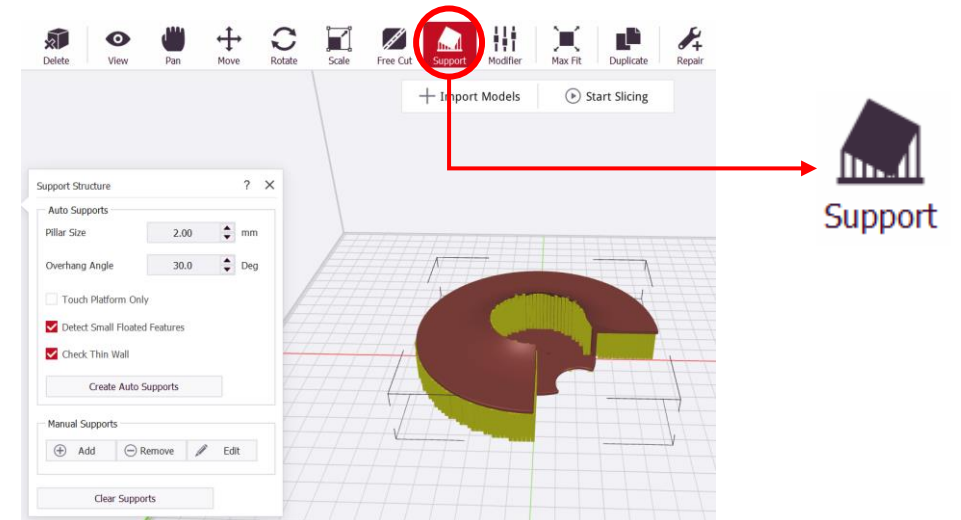 Delete View Pan Move Rotate Scale Free Cut Support Modifier Max Fit Duplicate Repair
Import Models Start Slicing
Support
Support Structure ?
Auto Supports
Pillar Size 2.00 mm
Overhang Angle 30.0 Deg
Touch Platform Only
Detect Small Floated Features
Check Thin Wall
Create Auto Supports
Manual Supports
Add Remove Edit
Clear Supports